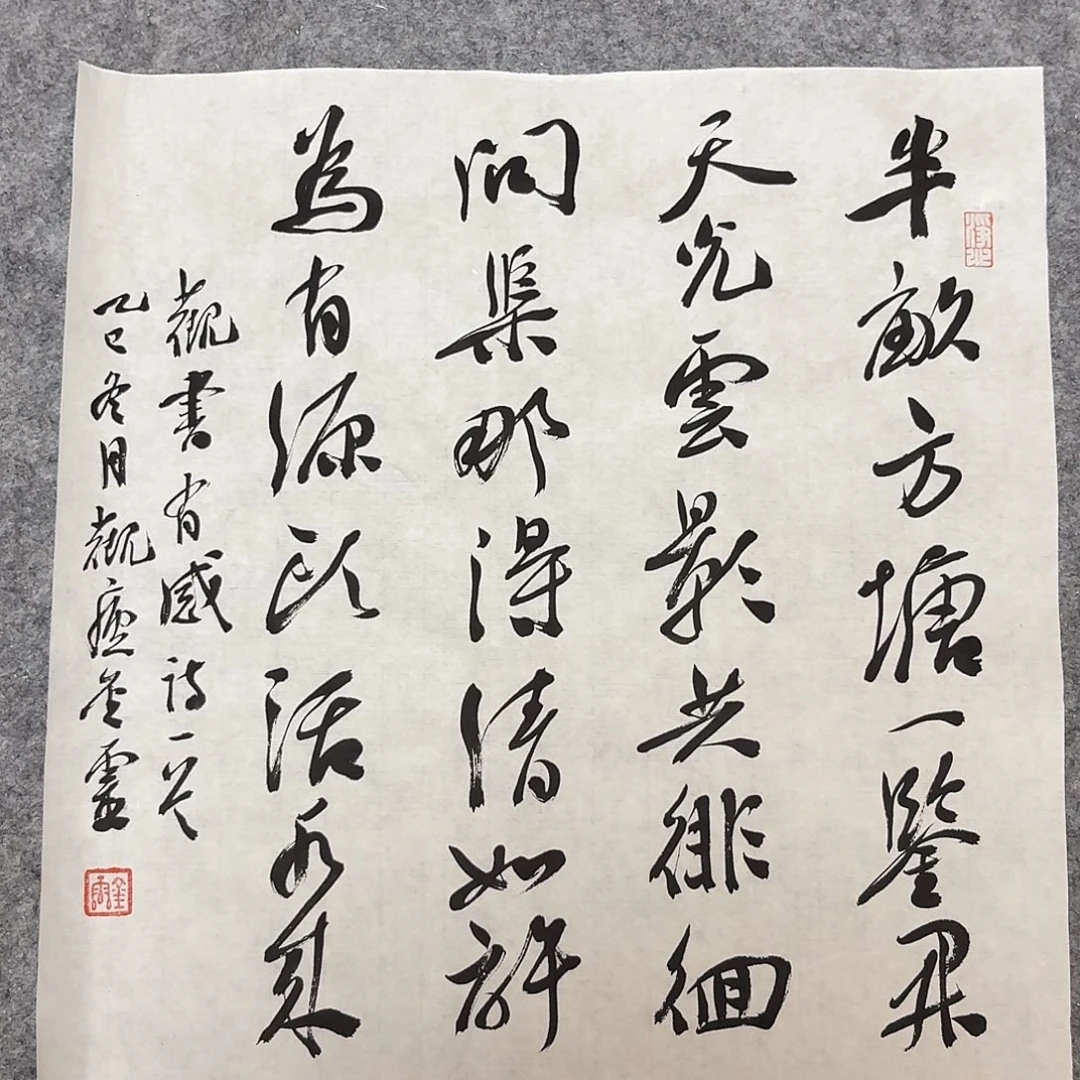 半畝方塘一鑒開
天光雲影共徘徊
問渠那得清如許
為有源頭活水來
觀書有感詩一首
乙巳冬月觀